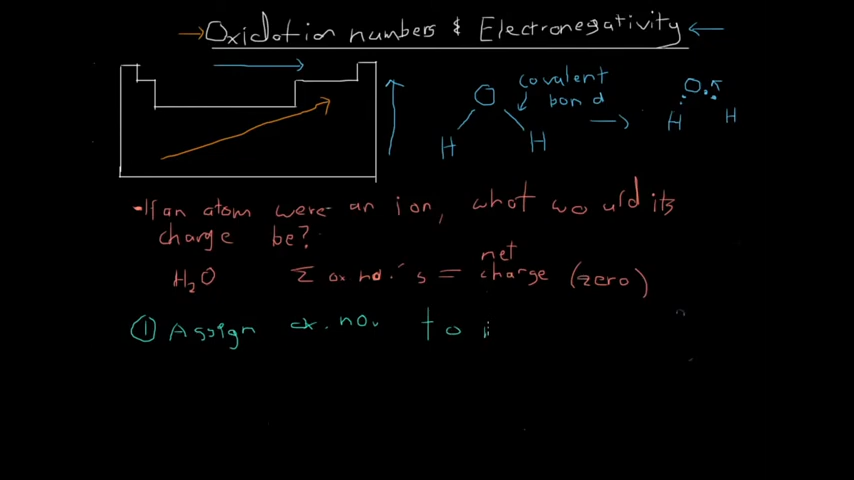 Oxidation numbers & Electronegativity
covalent
bond
O
H H
O
H H
• If an atom were an ion, what would its
charge be?
H₂O Σ ox no.'s = net charge (zero)
① Assign ox. no. to